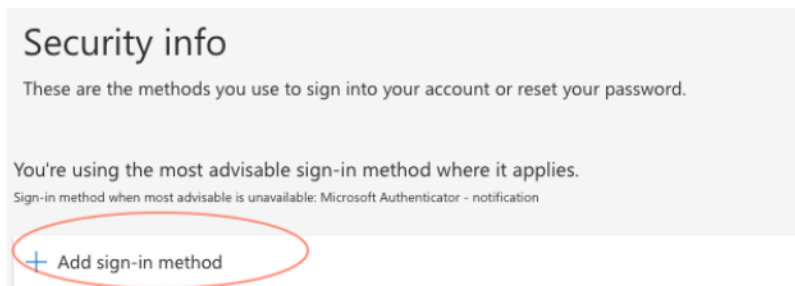 Security info
These are the methods you use to sign into your account or reset your password.
You're using the most advisable sign-in method where it applies.
Sign-in method when most advisable is unavailable: Microsoft Authenticator - notification
+ Add sign-in method